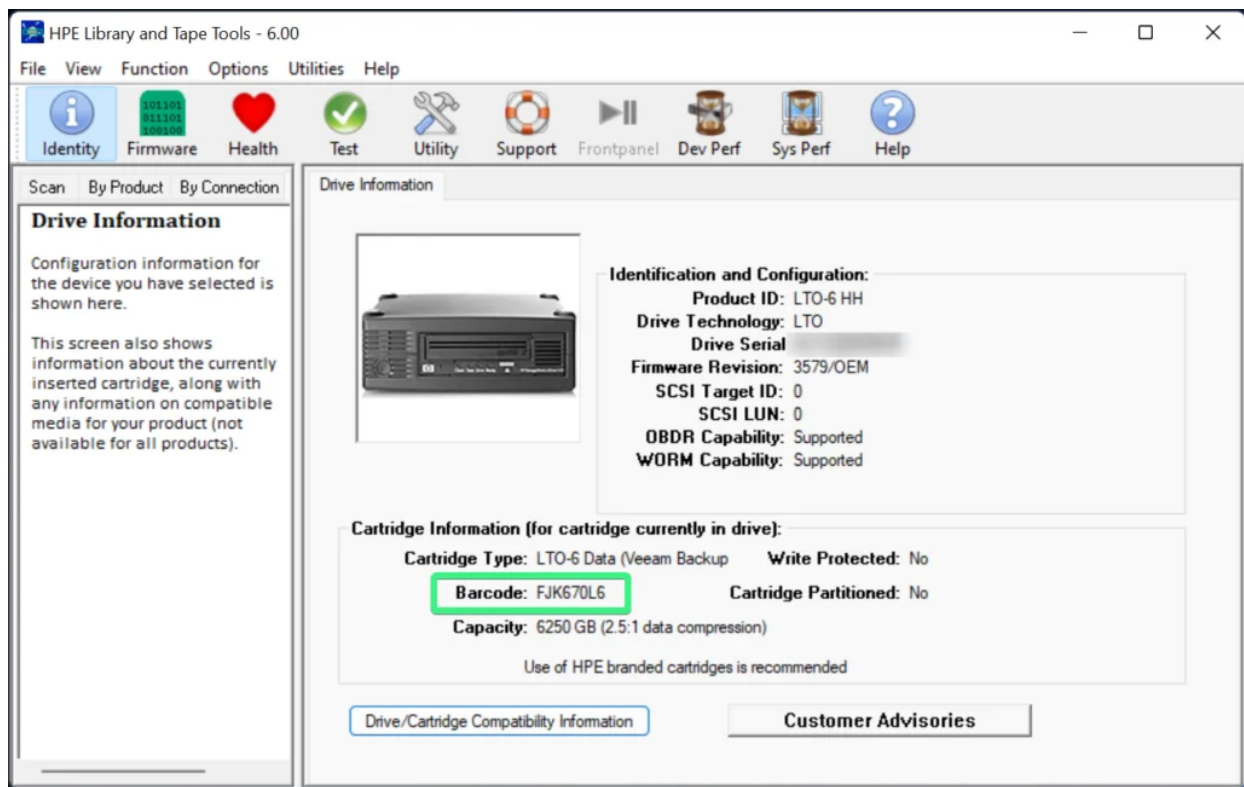 HPE Library and Tape Tools - 6.00
File View Function Options Utilities Help
101101
011101
100100
Identity Firmware Health Test Utility Support Frontpanel Dev Perf Sys Perf Help
Scan By Product By Connection
Drive Information
Configuration information for
the device you have selected is
shown here.
This screen also shows
information about the currently
inserted cartridge, along with
any information on compatible
media for your product (not
available for all products).
Drive Information
Identification and Configuration:
Product ID: LTO-6 HH
Drive Technology: LTO
Drive Serial
Firmware Revision: 3579/OEM
SCSI Target ID: 0
SCSI LUN: 0
OBDR Capability: Supported
WORM Capability: Supported
Cartridge Information (for cartridge currently in drive):
Cartridge Type: LTO-6 Data (Veeam Backup Write Protected: No
Barcode: FJK670L6 Cartridge Partitioned: No
Capacity: 6250 GB (2.5:1 data compression)
Use of HPE branded cartridges is recommended
Drive/Cartridge Compatibility Information Customer Advisories